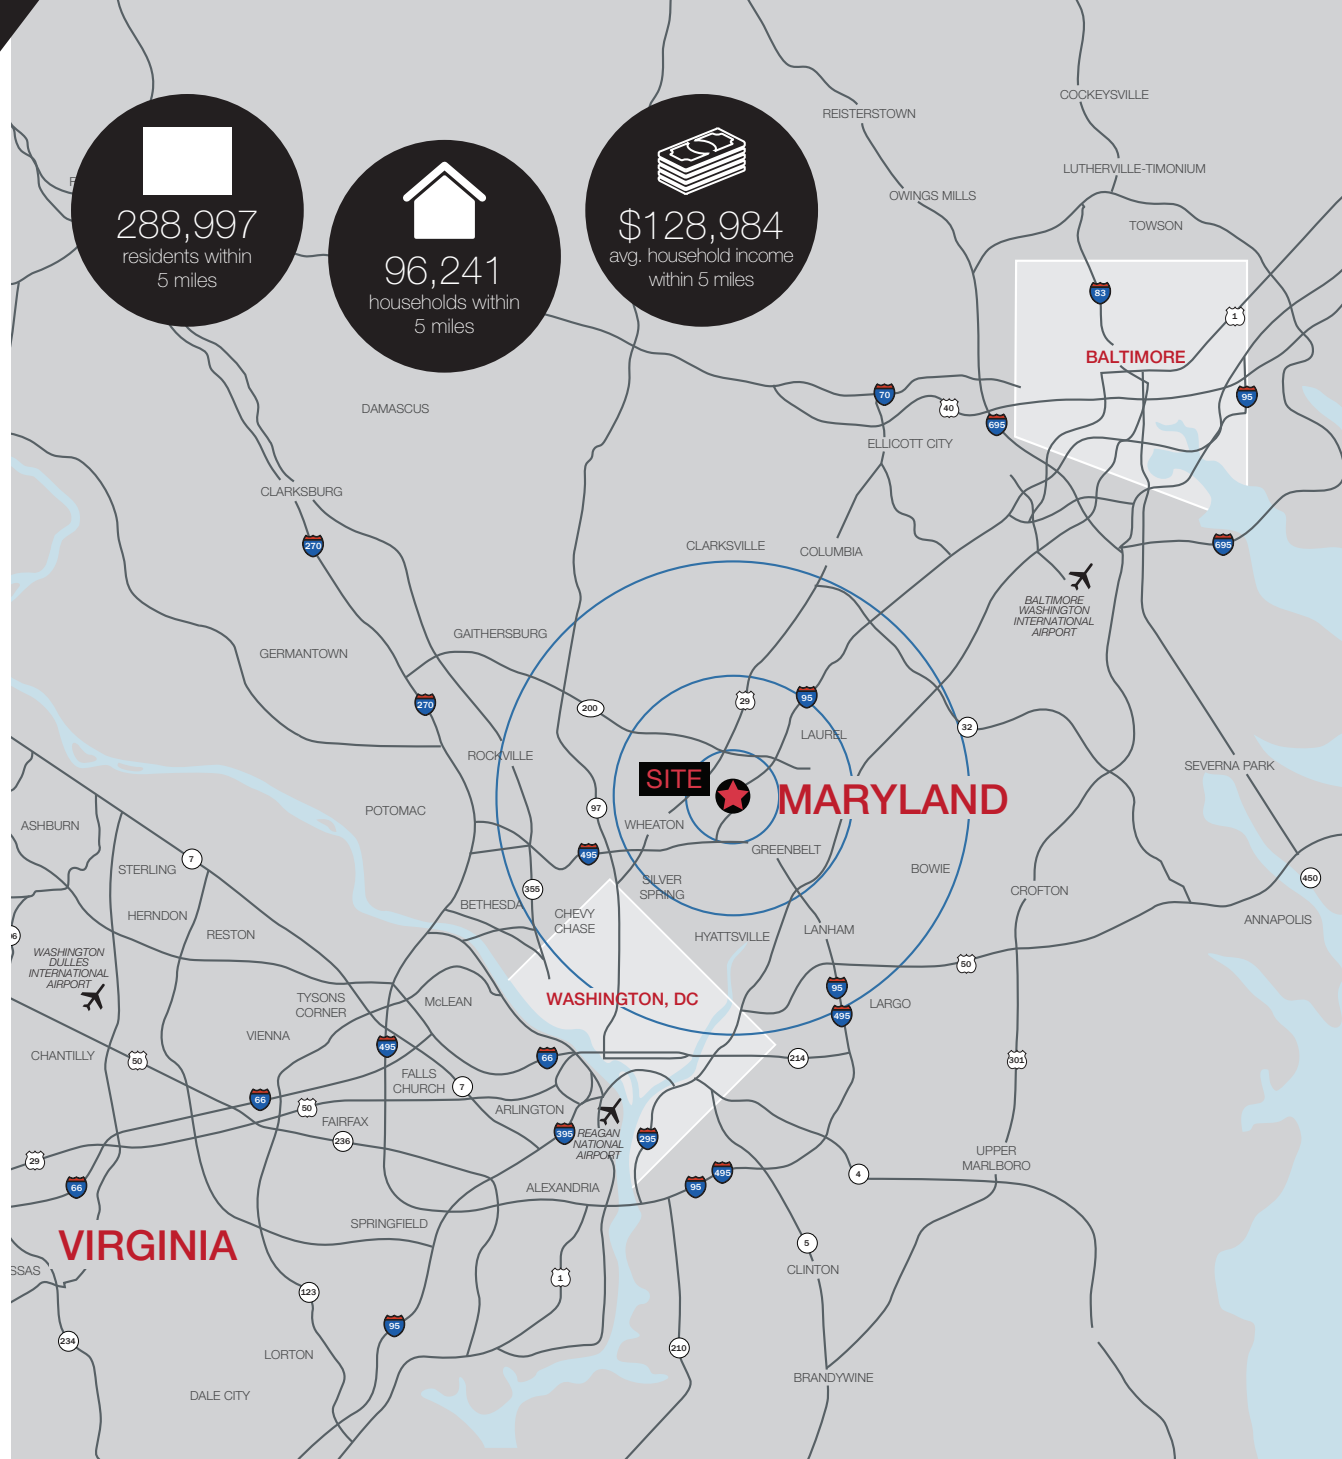 COCKEYSVILLE
REISTERSTOWN
LUTHERVILLE-TIMONIUM
OWINGS MILLS
TOWSON
288,997
residents within
5 miles
96,241
households within
5 miles
$128,984
avg. household income
within 5 miles
83
1
BALTIMORE
70
40
95
695
DAMASCUS
ELLICOTT CITY
CLARKSBURG
270
CLARKSVILLE
COLUMBIA
695
BALTIMORE
WASHINGTON
INTERNATIONAL
AIRPORT
GAITHERSBURG
GERMANTOWN
270
200
29
95
32
LAUREL
ROCKVILLE
SEVERNA PARK
SITE
MARYLAND
POTOMAC
97
WHEATON
ASHBURN
495
GREENBELT
7
STERLING
BOWIE
355
SILVER
SPRING
CROFTON
450
BETHESDA
CHEVY
CHASE
HERNDON
RESTON
HYATTSVILLE
LANHAM
ANNAPOLIS
WASHINGTON
DULLES
INTERNATIONAL
AIRPORT
50
95
TYSONS
CORNER
McLEAN
WASHINGTON, DC
LARGO
495
VIENNA
495
66
214
301
CHANTILLY
50
FALLS
CHURCH
7
66
50
ARLINGTON
FAIRFAX
236
395
REAGAN
NATIONAL
AIRPORT
295
29
UPPER
MARLBORO
66
ALEXANDRIA
95
495
4
SPRINGFIELD
VIRGINIA
5
CLINTON
SSAS
123
1
95
234
210
LORTON
BRANDYWINE
DALE CITY